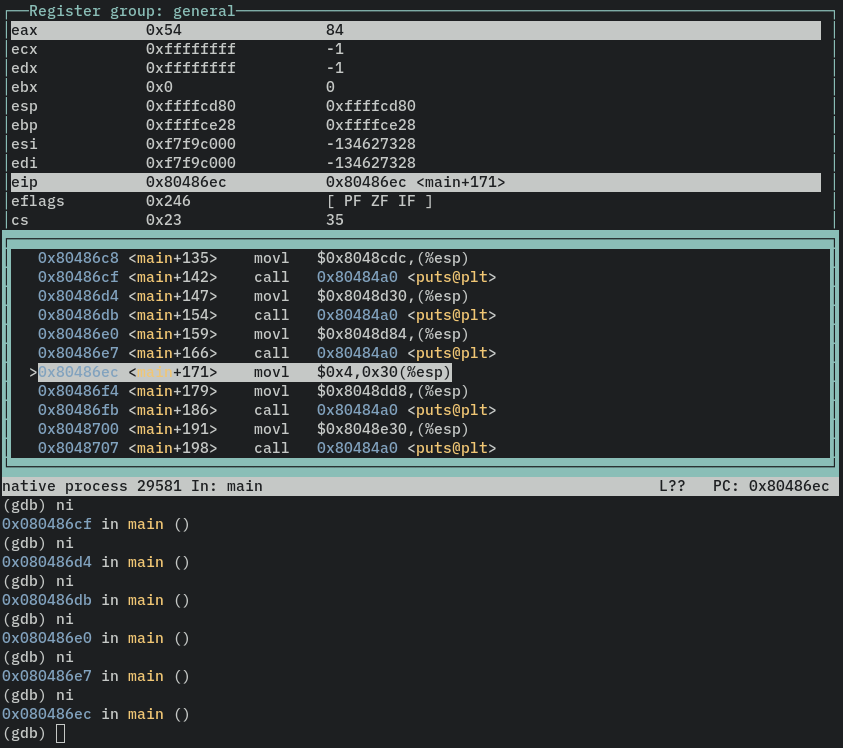 Register group: general
eax 0x54 84
ecx 0xffffffff -1
edx 0xffffffff -1
ebx 0x0 0
esp 0xffffcd80 0xffffcd80
ebp 0xffffce28 0xffffce28
esi 0xf7f9c000 -134627328
edi 0xf7f9c000 -134627328
eip 0x80486ec 0x80486ec <main+171>
eflags 0x246 [ PF ZF IF ]
cs 0x23 35
0x80486c8 <main+135> movl $0x8048cdc,(%esp)
0x80486cf <main+142> call 0x80484a0 <puts@plt>
0x80486d4 <main+147> movl $0x8048d30,(%esp)
0x80486db <main+154> call 0x80484a0 <puts@plt>
0x80486e0 <main+159> movl $0x8048d84,(%esp)
0x80486e7 <main+166> call 0x80484a0 <puts@plt>
>0x80486ec <main+171> movl $0x4,0x30(%esp)
0x80486f4 <main+179> movl $0x8048dd8,(%esp)
0x80486fb <main+186> call 0x80484a0 <puts@plt>
0x8048700 <main+191> movl $0x8048e30,(%esp)
0x8048707 <main+198> call 0x80484a0 <puts@plt>
native process 29581 In: main L?? PC: 0x80486ec
(gdb) ni
0x080486cf in main ()
(gdb) ni
0x080486d4 in main ()
(gdb) ni
0x080486db in main ()
(gdb) ni
0x080486e0 in main ()
(gdb) ni
0x080486e7 in main ()
(gdb) ni
0x080486ec in main ()
(gdb)